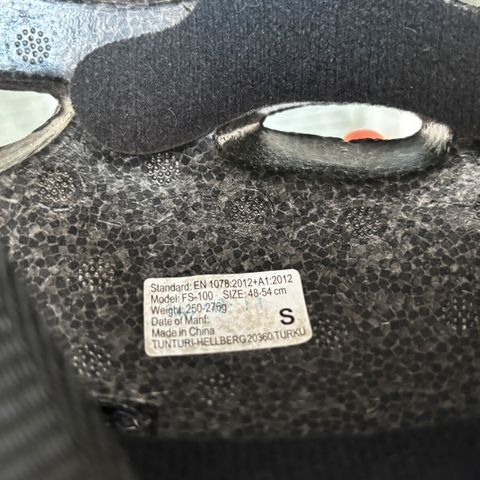 Standard: EN 1078:2012+A1:2012
Model: FS-100 SIZE: 48-54 cm
Weight: 250-276g
Date of Manf:
Made in China
S
TUNTURI-HELLBERG 20360 TURKU